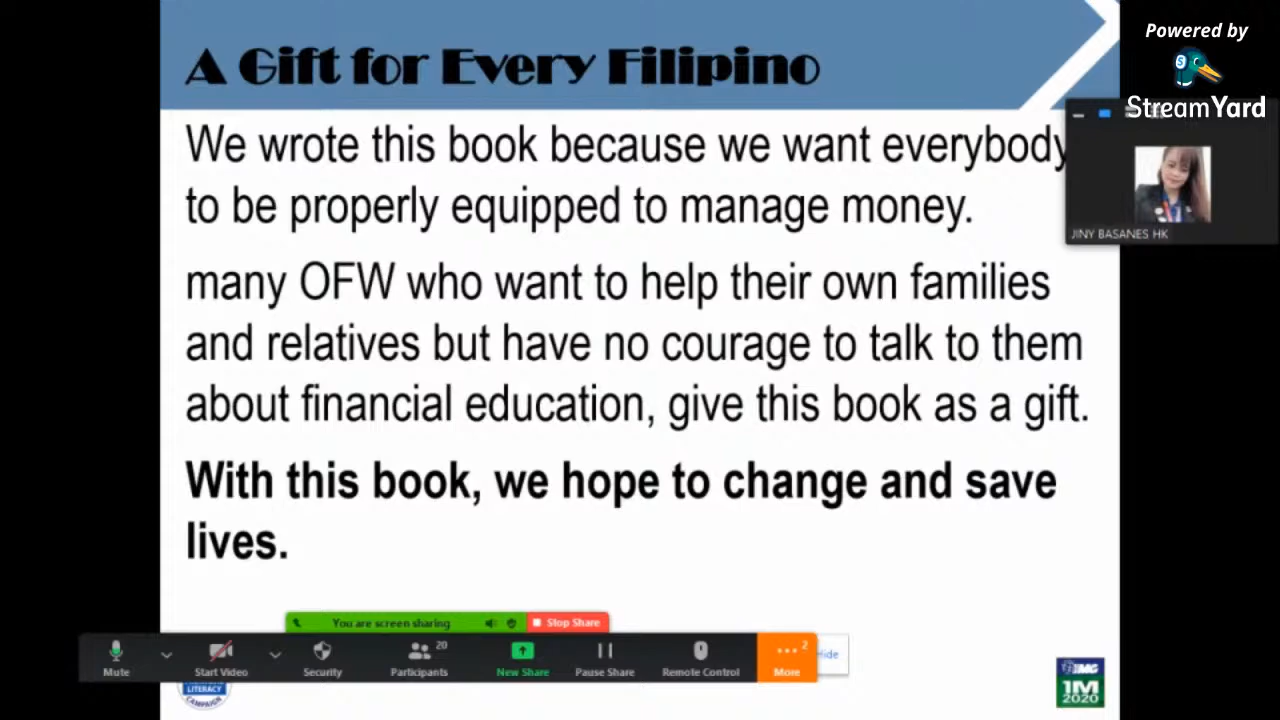 A Gift for Every Filipino
Powered by
StreamYard
We wrote this book because we want everybody
to be properly equipped to manage money.
JINY BASANES HK
many OFW who want to help their own families
and relatives but have no courage to talk to them
about financial education, give this book as a gift.
With this book, we hope to change and save
lives.
You are screen sharing
Stop Share
20
2
Mute
Start Video
Security
Participants
New Share
Pause Share
Remote Control
More
Hide
LITERACY
CAMPAIGN
IMG
1M
2020